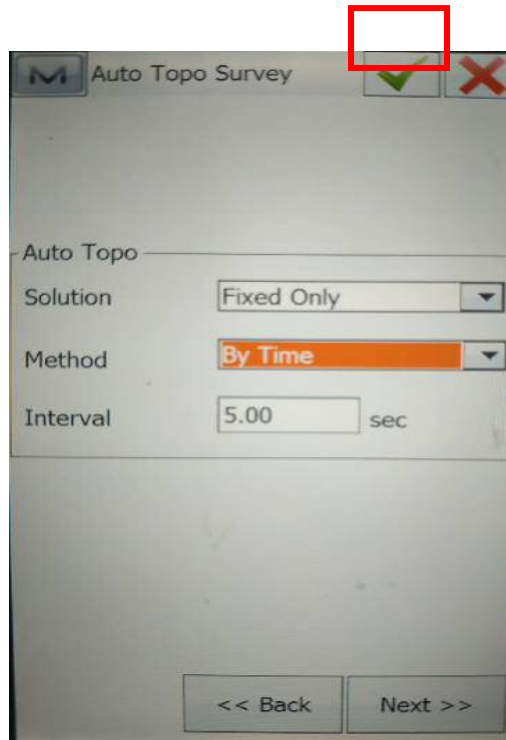 Auto Topo Survey
Auto Topo
Solution Fixed Only
Method By Time
Interval 5.00 sec
<< Back Next >>